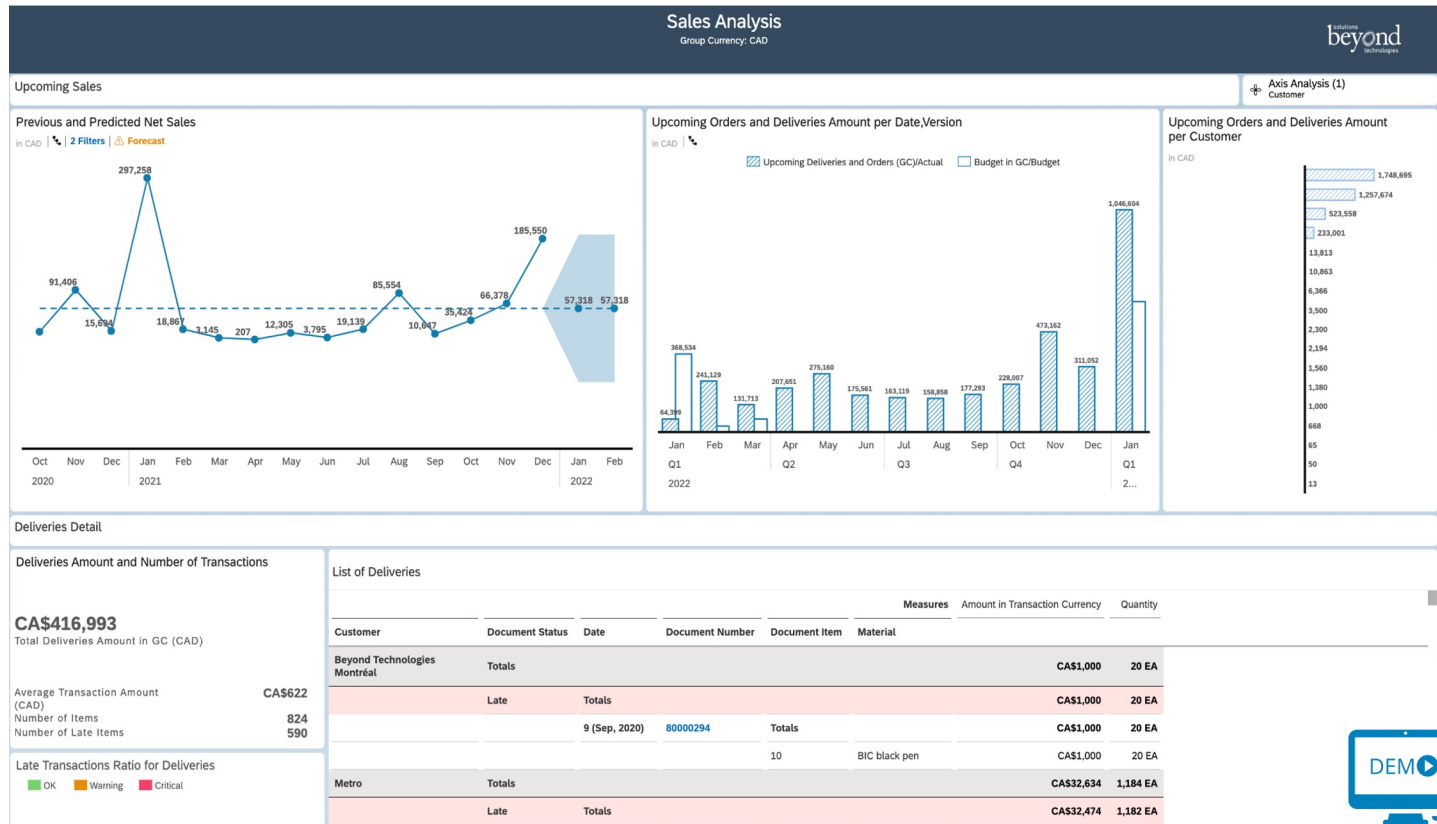 Sales Analysis
Group Currency: CAD
solutions
beyond
technologies
Upcoming Sales
Axis Analysis (1)
Customer
Previous and Predicted Net Sales
in CAD | 2 Filters | Forecast
297,258
185,550
91,406
85,554
66,378
57,318 57,318
35,424
15,694
18,867
3,145
207
12,305
3,795
19,139
10,647
Oct Nov Dec Jan Feb Mar Apr May Jun Jul Aug Sep Oct Nov Dec Jan Feb
2020 2021 2022
Upcoming Orders and Deliveries Amount per Date,Version
in CAD
Upcoming Deliveries and Orders (GC)/Actual Budget in GC/Budget
1,046,604
473,162
368,534
311,052
275,160
241,129
228,007
207,651
175,561
163,119
158,858
177,293
131,713
64,399
Jan Feb Mar Apr May Jun Jul Aug Sep Oct Nov Dec Jan
Q1 Q2 Q3 Q4 Q1
2022 2...
Upcoming Orders and Deliveries Amount
per Customer
in CAD
1,748,695
1,257,674
523,558
233,001
13,813
10,863
6,366
3,500
2,300
2,194
1,560
1,380
1,000
668
65
50
13
Deliveries Detail
Deliveries Amount and Number of Transactions
CA$416,993
Total Deliveries Amount in GC (CAD)
Average Transaction Amount CA$622
(CAD)
Number of Items 824
Number of Late Items 590
Late Transactions Ratio for Deliveries
OK Warning Critical
List of Deliveries
Measures Amount in Transaction Currency Quantity
Customer Document Status Date Document Number Document Item Material
Beyond Technologies
Montréal Totals CA$1,000 20 EA
Late Totals CA$1,000 20 EA
9 (Sep, 2020) 80000294 Totals CA$1,000 20 EA
10 BIC black pen CA$1,000 20 EA
Metro Totals CA$32,634 1,184 EA
Late Totals CA$32,474 1,182 EA
DEMO